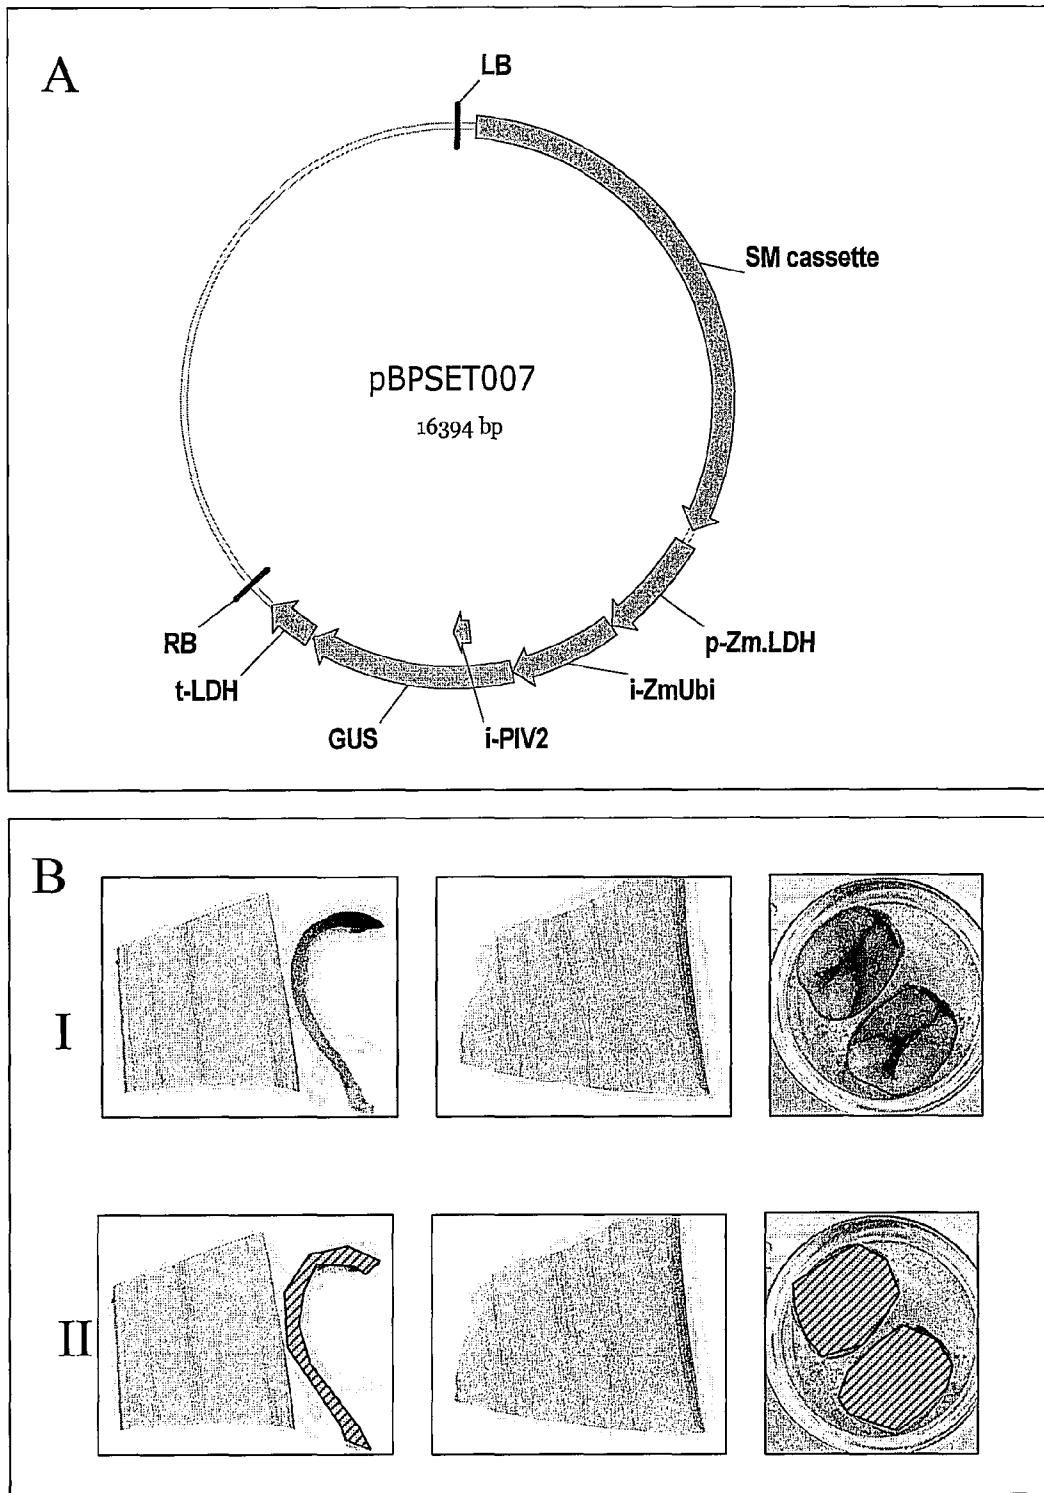 A
LB
SM cassette
pBPSET007
16394 bp
p-Zm.LDH
i-ZmUbi
i-PIV2
GUS
t-LDH
RB
B
I
II